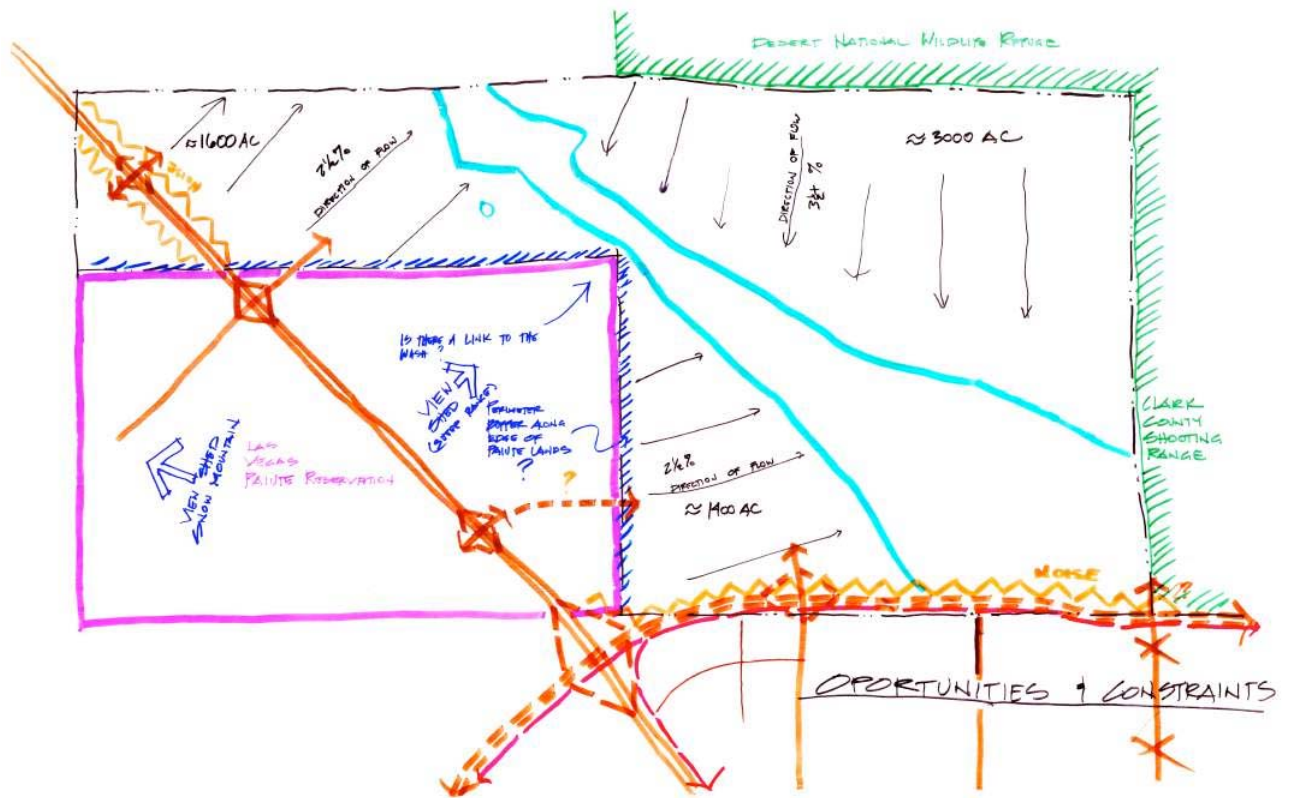 DESERT NATIONAL WILDLIFE REFUGE
≈1600 AC
NOISE
2½%
DIRECTION OF FLOW
DIRECTION OF FLOW
3½± %
≈ 3000 AC
IS THERE A LINK TO THE
WASH ?
VIEW
SHED
PERIMETER
BUFFER ALONG
EDGE OF
PAIUTE LANDS
?
?
VIEW SHED
SNOW MOUNTAIN
LAS
VEGAS
PAIUTE RESERVATION
2½%
DIRECTION OF FLOW
≈ 1400 AC
CLARK
COUNTY
SHOOTING
RANGE
NOISE
?
OPORTUNITIES & CONSTRAINTS